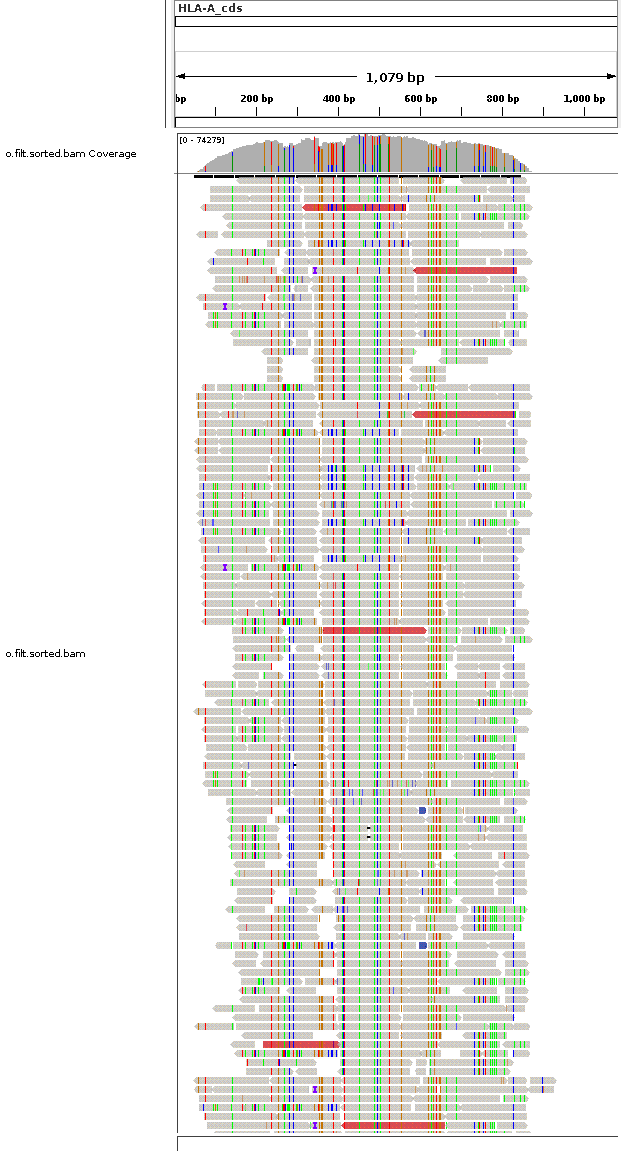 HLA-A_cds
1,079 bp
bp 200 bp 400 bp 600 bp 800 bp 1,000 bp
[0 - 74279]
o.filt.sorted.bam Coverage
o.filt.sorted.bam